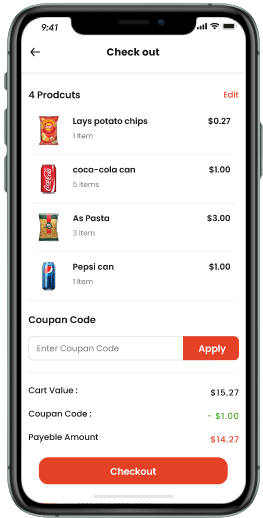 9:41
Check out
4 Prodcuts Edit
Lays potato chips $0.27
1 Item
coca-cola can $1.00
5 Items
As Pasta $3.00
3 Item
Pepsi can $1.00
1 Item
Coupan Code
Enter Coupan Code Apply
Cart Value : $15.27
Coupan Code : - $1.00
Payeble Amount $14.27
Checkout